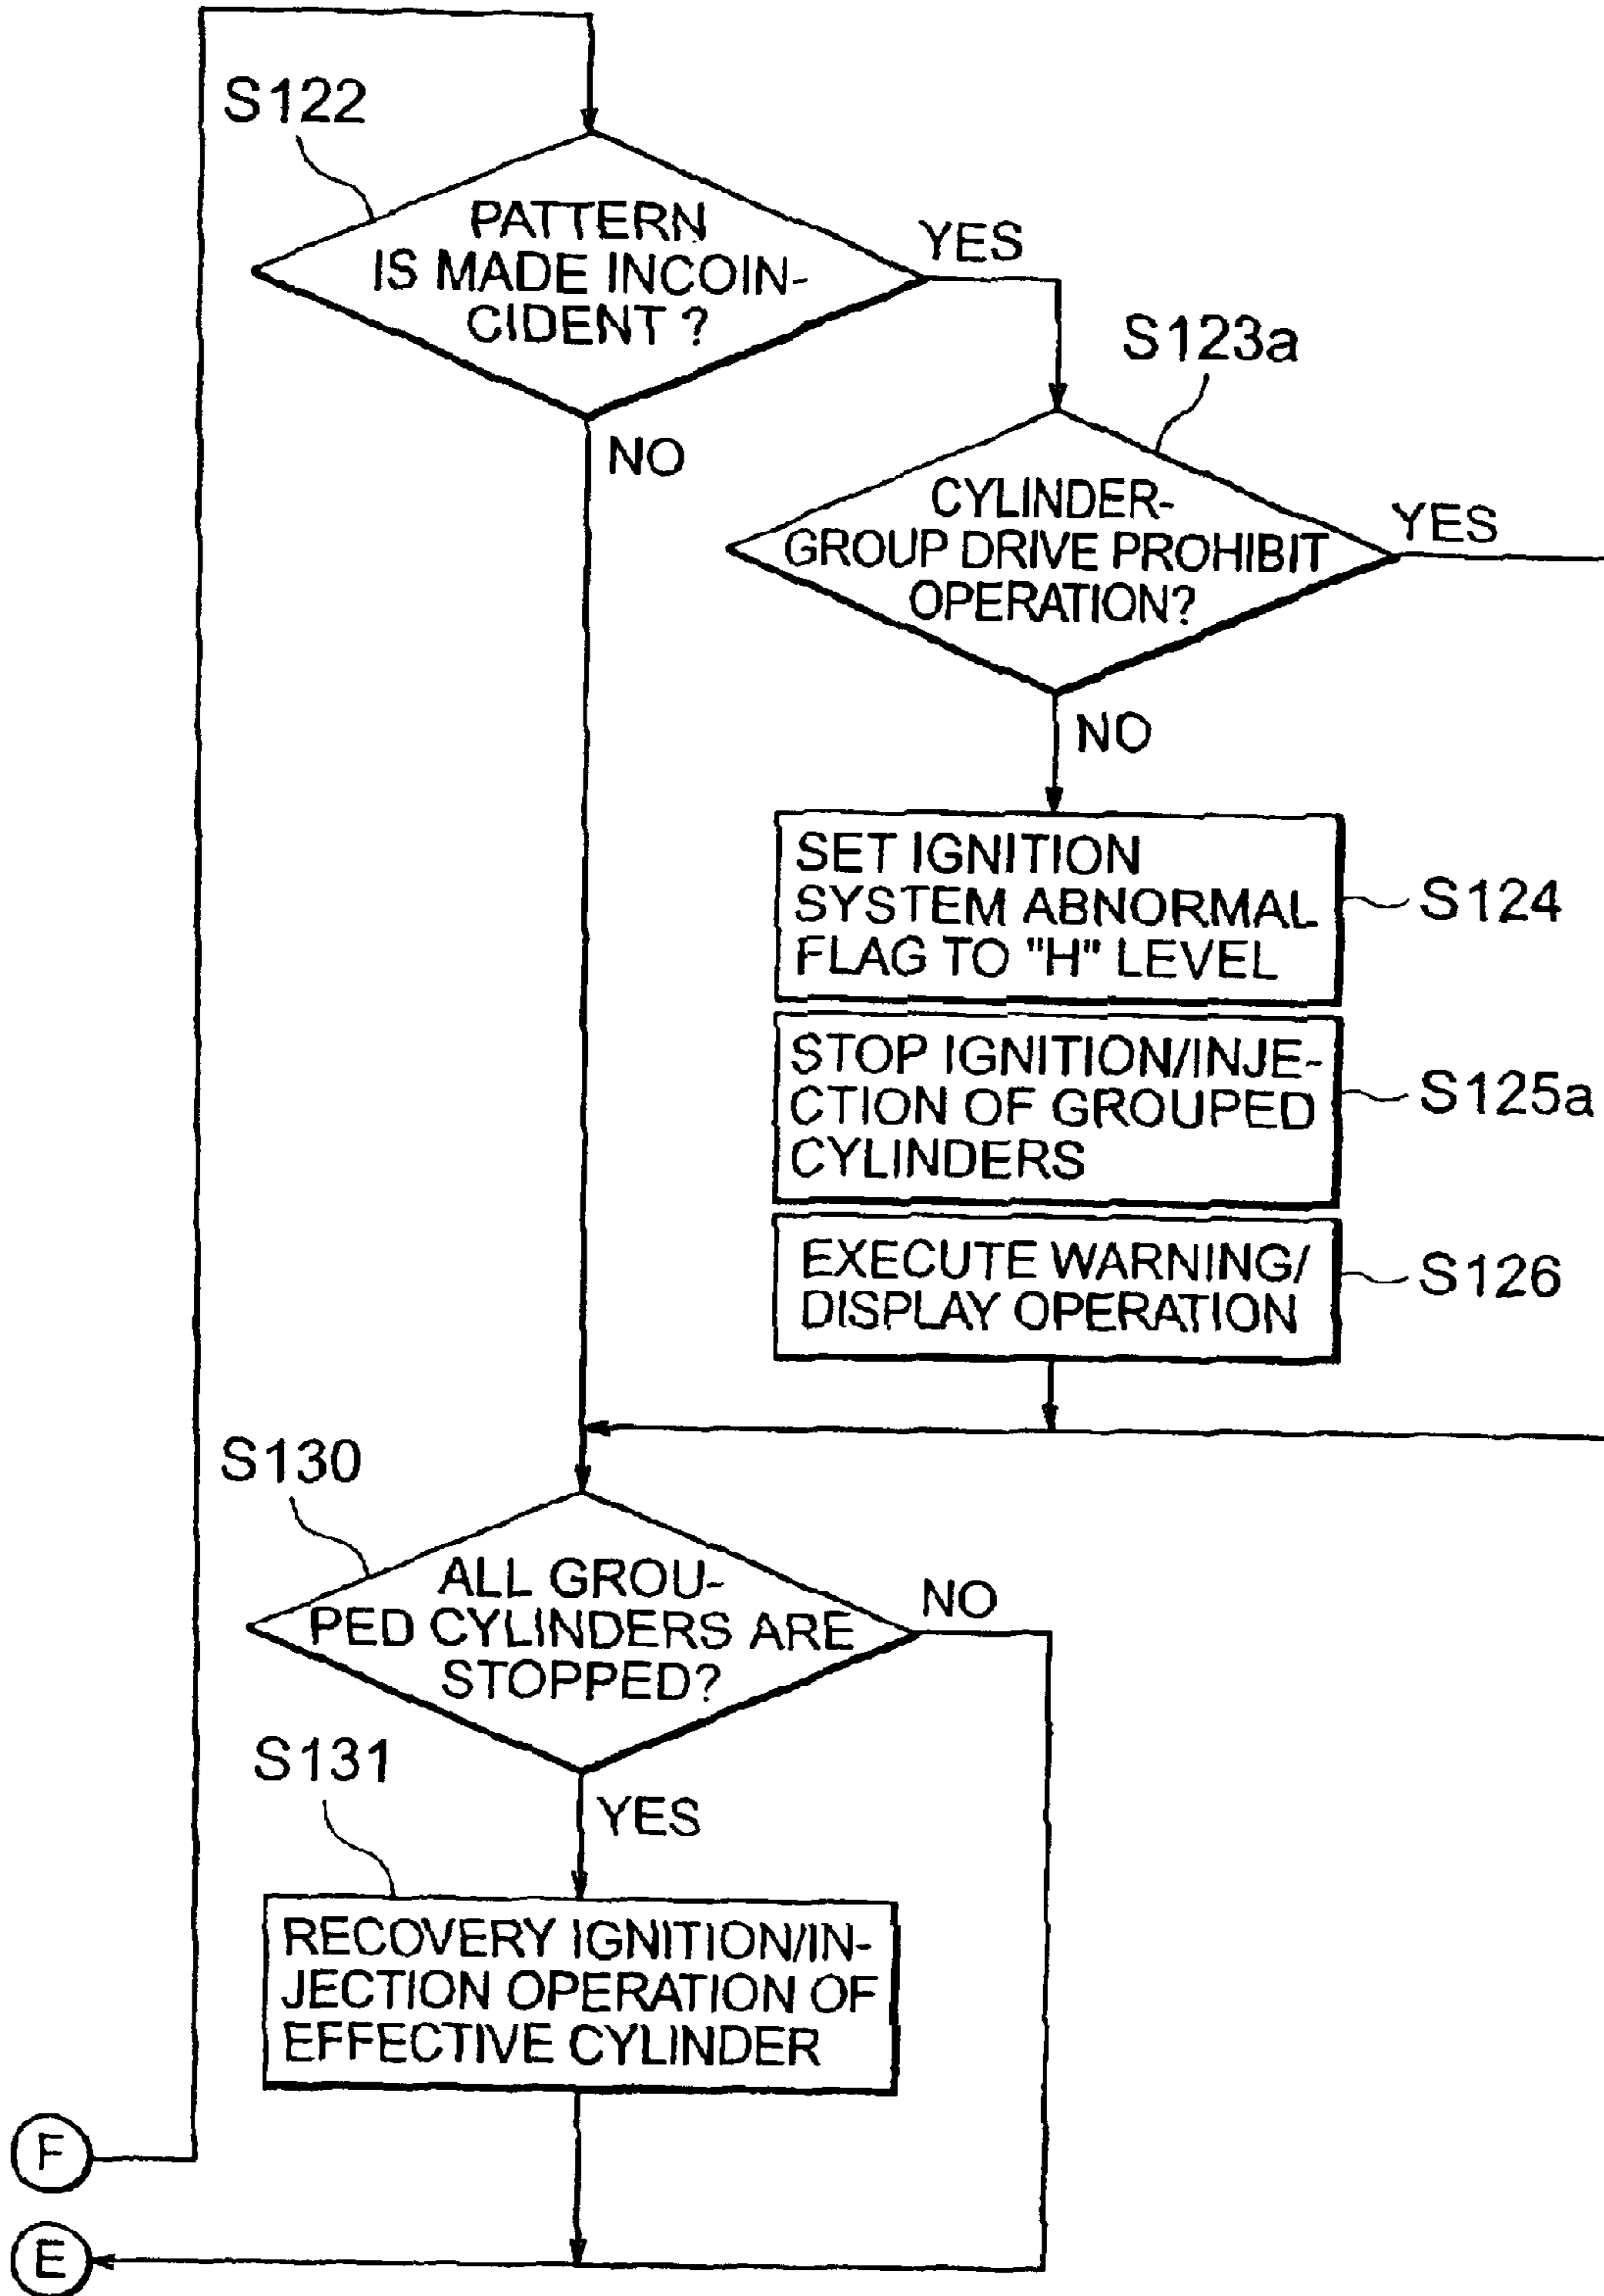 S122
PATTERN
IS MADE INCOIN-
CIDENT ?
YES
NO
S123a
CYLINDER-
GROUP DRIVE PROHIBIT
OPERATION?
YES
NO
SET IGNITION
SYSTEM ABNORMAL
FLAG TO "H" LEVEL
S124
STOP IGNITION/INJE-
CTION OF GROUPED
CYLINDERS
S125a
EXECUTE WARNING/
DISPLAY OPERATION
S126
S130
ALL GROU-
PED CYLINDERS ARE
STOPPED?
NO
YES
S131
RECOVERY IGNITION/IN-
JECTION OPERATION OF
EFFECTIVE CYLINDER
F
E